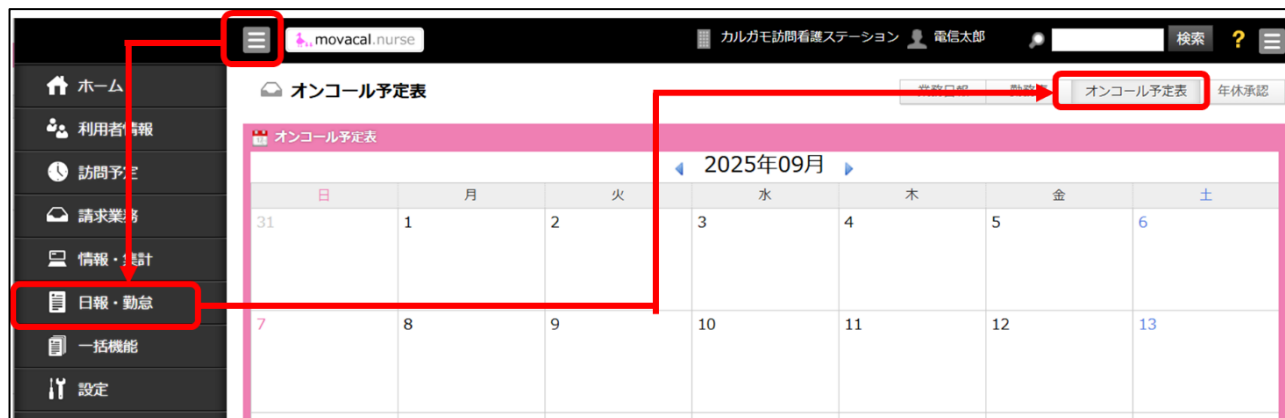 movacal.nurse
カルガモ訪問看護ステーション 電信太郎 検索 ?
ホーム
利用者情報
訪問予定
請求業務
情報・集計
日報・勤怠
一括機能
設定
オンコール予定表
業務日報 オンコール予定表 年休承認
オンコール予定表
2025年09月
日 月 火 水 木 金 土
31 1 2 3 4 5 6
7 8 9 10 11 12 13